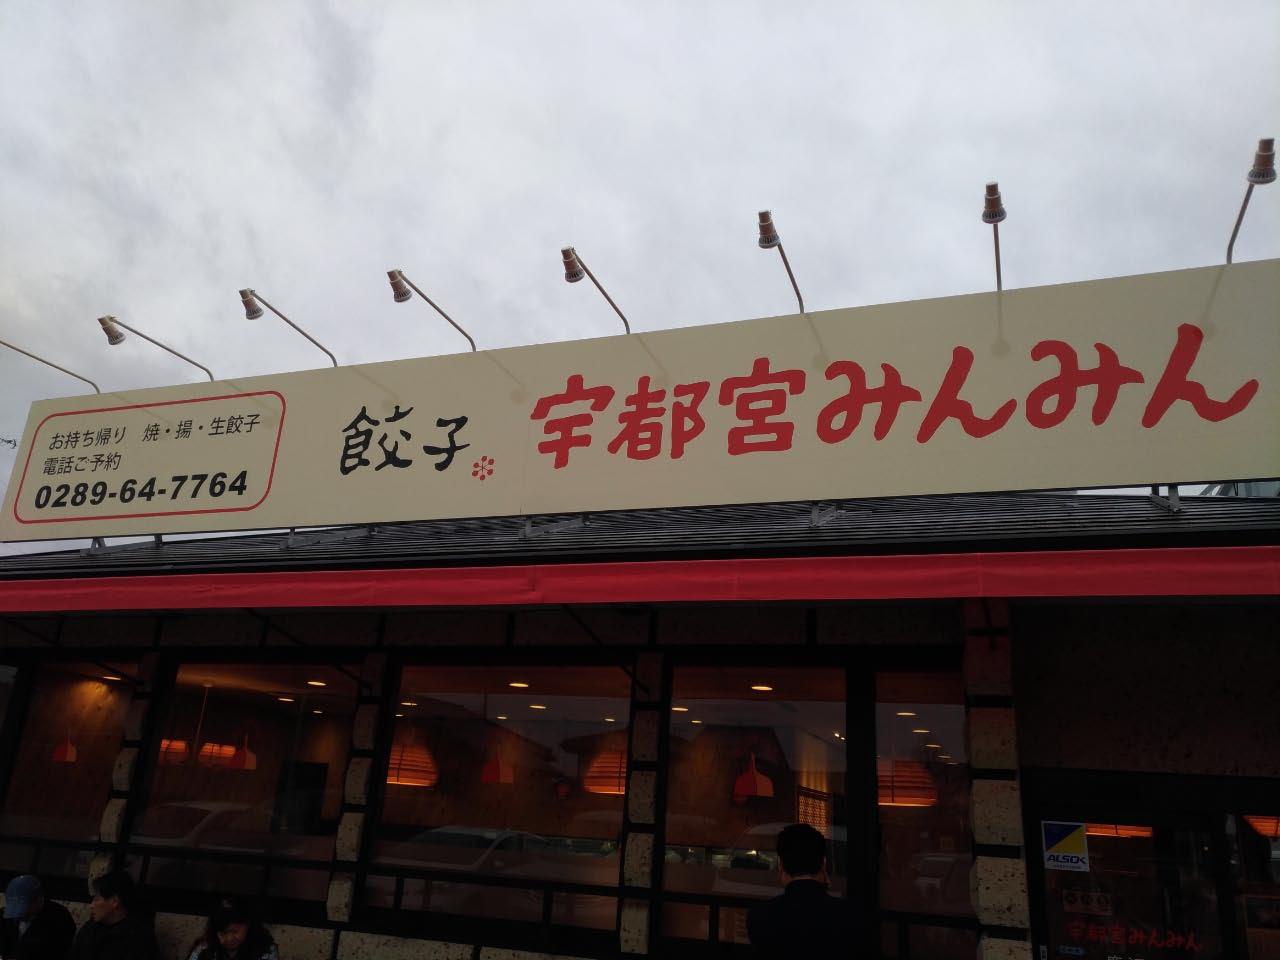 お持ち帰り 焼・揚・生餃子
電話ご予約
0289-64-7764
餃子
宇都宮みんみん
ALSOK
宇都宮みんみん